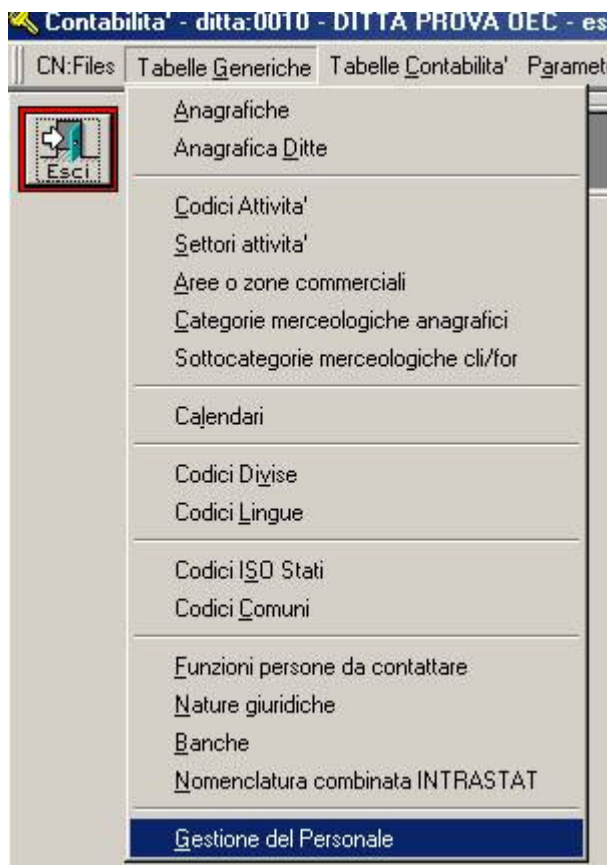 Contabilita' - ditta:0010 - DITTA PROVA OEC - es
CN:Files Tabelle Generiche Tabelle Contabilita' Paramet
Esci
Anagrafiche
Anagrafica Ditte
Codici Attivita'
Settori attivita'
Aree o zone commerciali
Categorie merceologiche anagrafici
Sottocategorie merceologiche cli/for
Calendari
Codici Divise
Codici Lingue
Codici ISO Stati
Codici Comuni
Funzioni persone da contattare
Nature giuridiche
Banche
Nomenclatura combinata INTRASTAT
Gestione del Personale